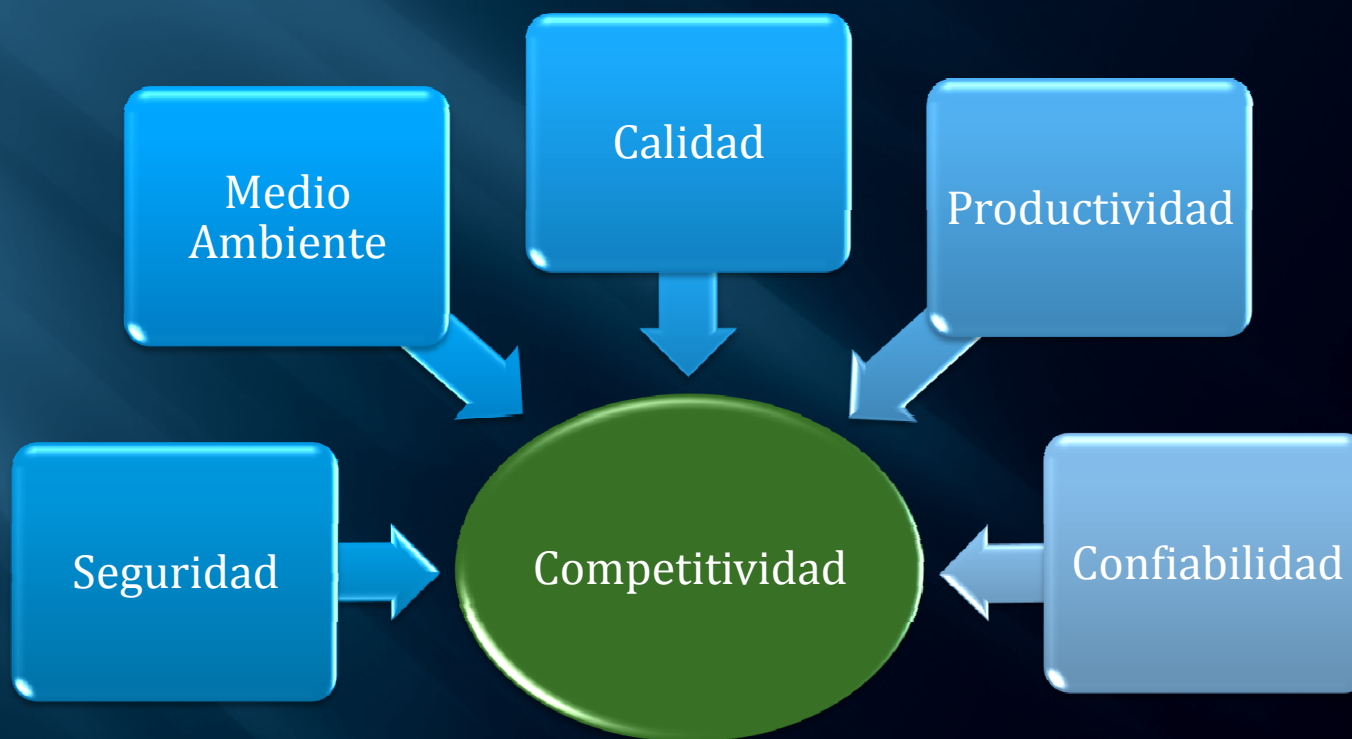 Calidad
Medio
Ambiente
Productividad
Seguridad
Competitividad
Confiabilidad